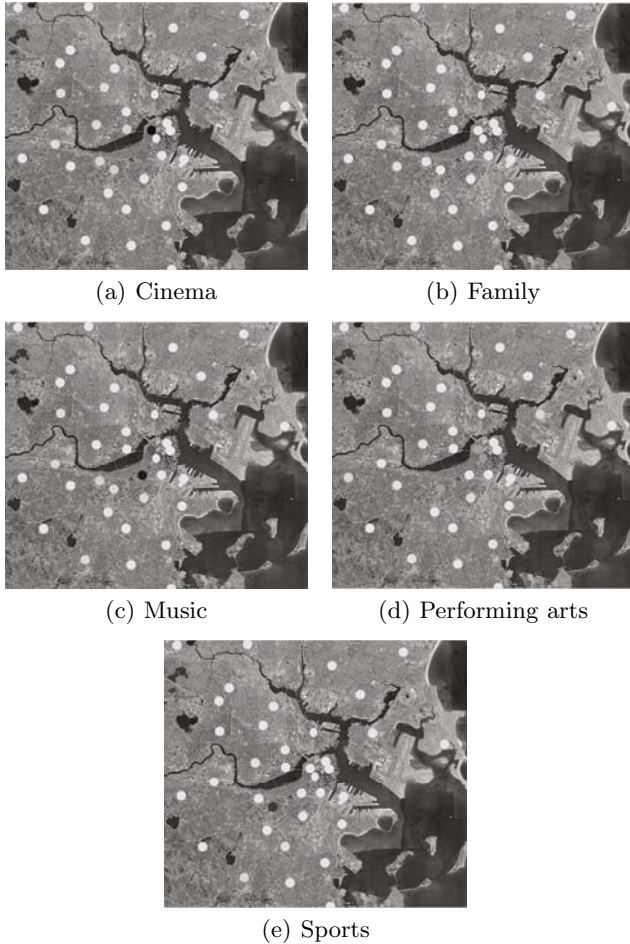 (a) Cinema
(b) Family
(c) Music
(d) Performing arts
(e) Sports